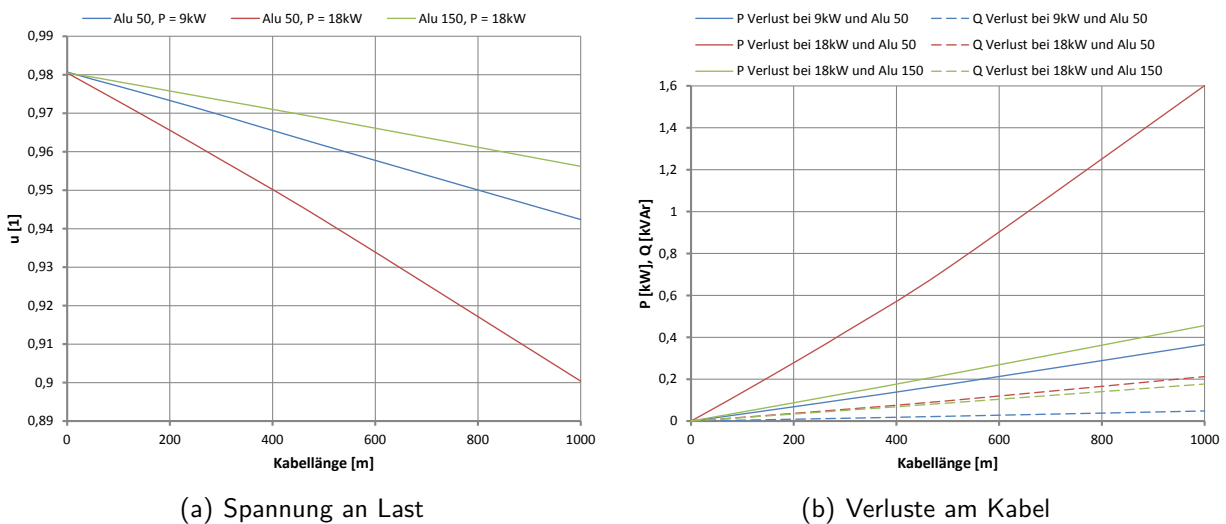 Alu 50, P = 9kW
Alu 50, P = 18kW
Alu 150, P = 18kW
0,99
0,98
0,97
0,96
0,95
0,94
0,93
0,92
0,91
0,9
0,89
u [1]
0
200
400
600
800
1000
Kabellänge [m]
(a) Spannung an Last
P Verlust bei 9kW und Alu 50
Q Verlust bei 9kW und Alu 50
P Verlust bei 18kW und Alu 50
Q Verlust bei 18kW und Alu 50
P Verlust bei 18kW und Alu 150
Q Verlust bei 18kW und Alu 150
1,6
1,4
1,2
1
0,8
0,6
0,4
0,2
0
P [kW], Q [kVAr]
0
200
400
600
800
1000
Kabellänge [m]
(b) Verluste am Kabel